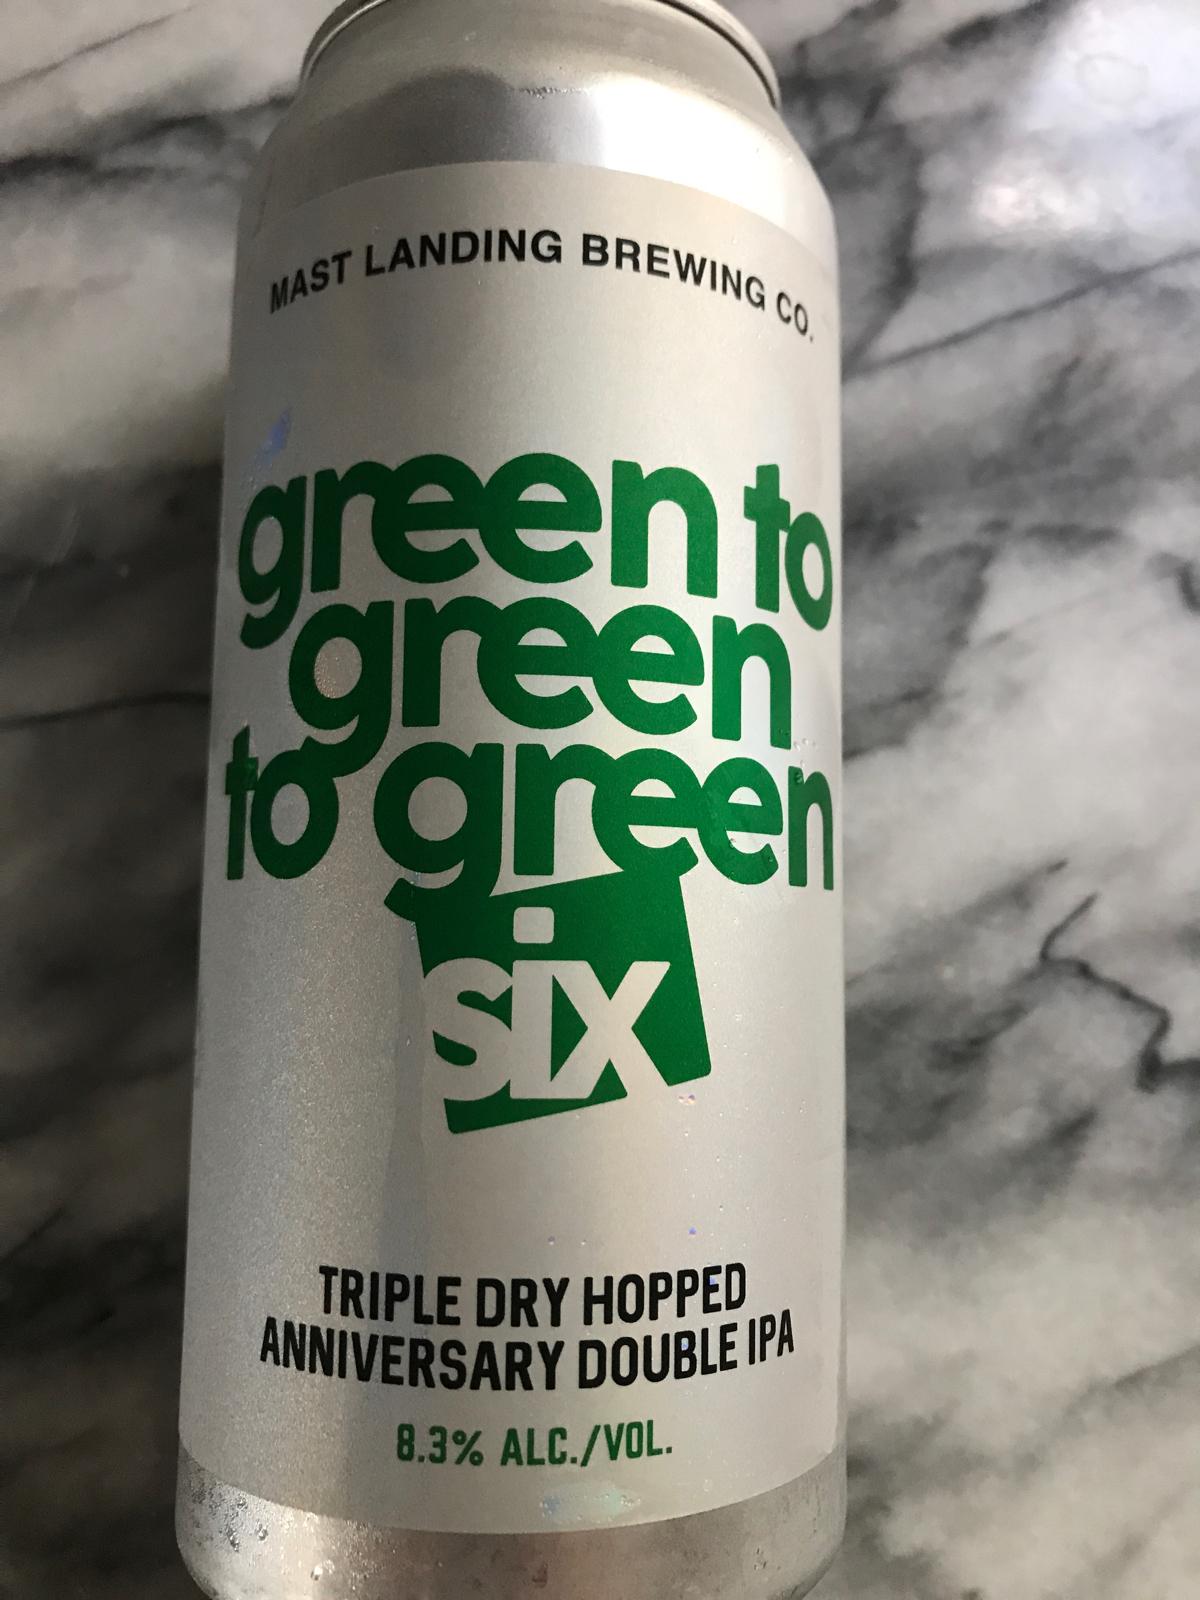 MAST LANDING BREWING CO.
green to
green
to green
SiX
TRIPLE DRY HOPPED
ANNIVERSARY DOUBLE IPA
8.3% ALC./VOL.